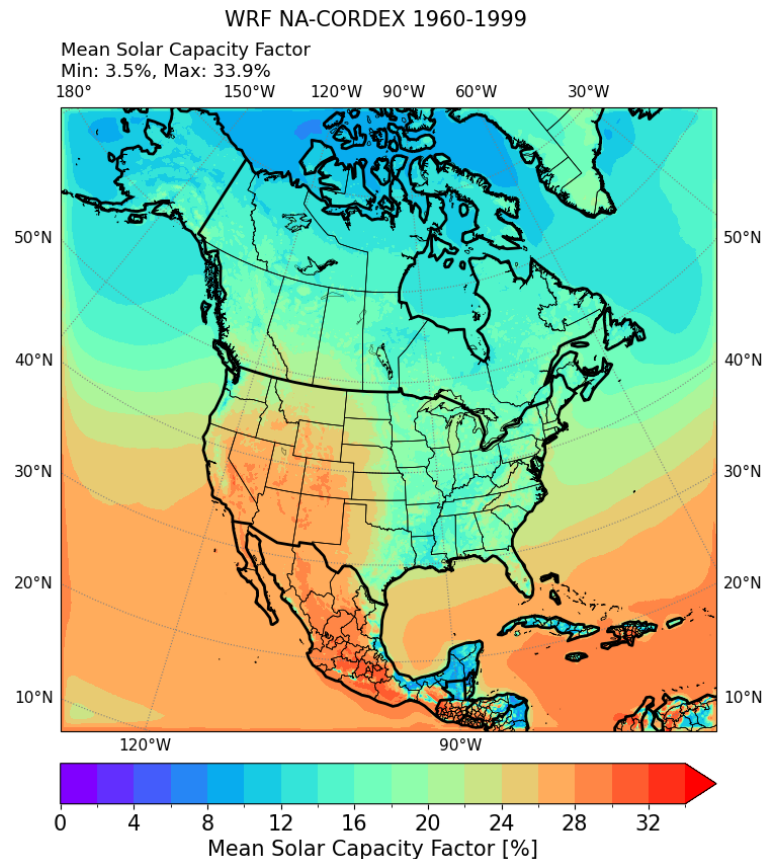 WRF NA-CORDEX 1960-1999
Mean Solar Capacity Factor
Min: 3.5%, Max: 33.9%
180° 150°W 120°W 90°W 60°W 30°W
50°N 50°N
40°N 40°N
30°N 30°N
20°N 20°N
10°N 10°N
120°W 90°W
0 4 8 12 16 20 24 28 32
Mean Solar Capacity Factor [%]